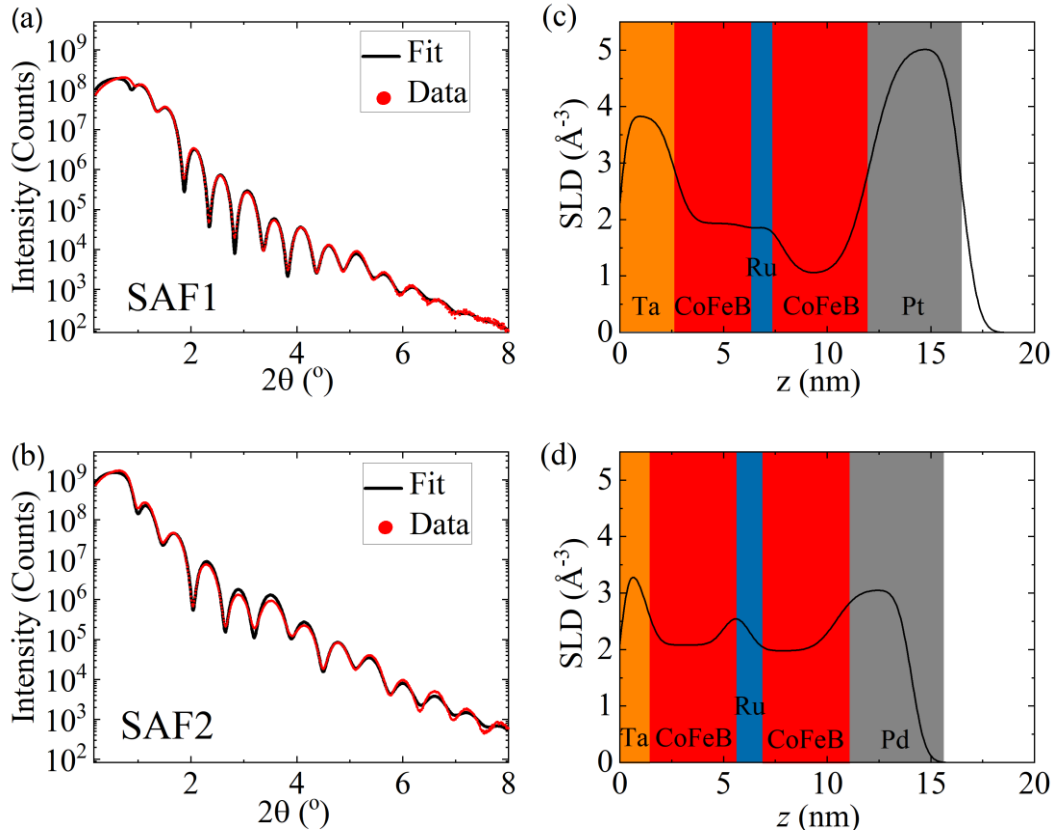 (a)
10⁹
10⁸
10⁷
10⁶
10⁵
10⁴
10³
10²
Intensity (Counts)
Fit
Data
SAF1
2 4 6 8
2θ (º)
(c)
5
4
3
2
1
0
SLD (Å⁻³)
Ta CoFeB Ru CoFeB Pt
0 5 10 15 20
z (nm)
(b)
10⁹
10⁸
10⁷
10⁶
10⁵
10⁴
10³
10²
Intensity (Counts)
Fit
Data
SAF2
2 4 6 8
2θ (º)
(d)
5
4
3
2
1
0
SLD (Å⁻³)
Ta CoFeB Ru CoFeB Pd
0 5 10 15 20
z (nm)